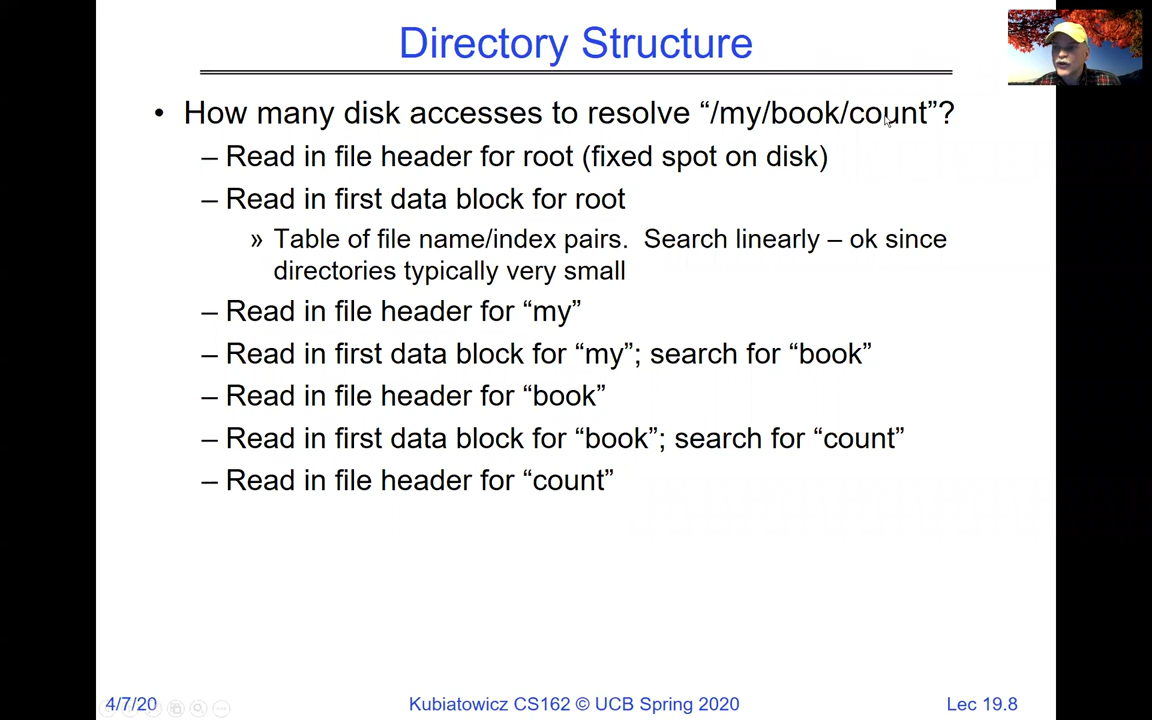 Directory Structure
• How many disk accesses to resolve “/my/book/count”?
– Read in file header for root (fixed spot on disk)
– Read in first data block for root
» Table of file name/index pairs. Search linearly – ok since
directories typically very small
– Read in file header for “my”
– Read in first data block for “my”; search for “book”
– Read in file header for “book”
– Read in first data block for “book”; search for “count”
– Read in file header for “count”
4/7/20 Kubiatowicz CS162 © UCB Spring 2020 Lec 19.8